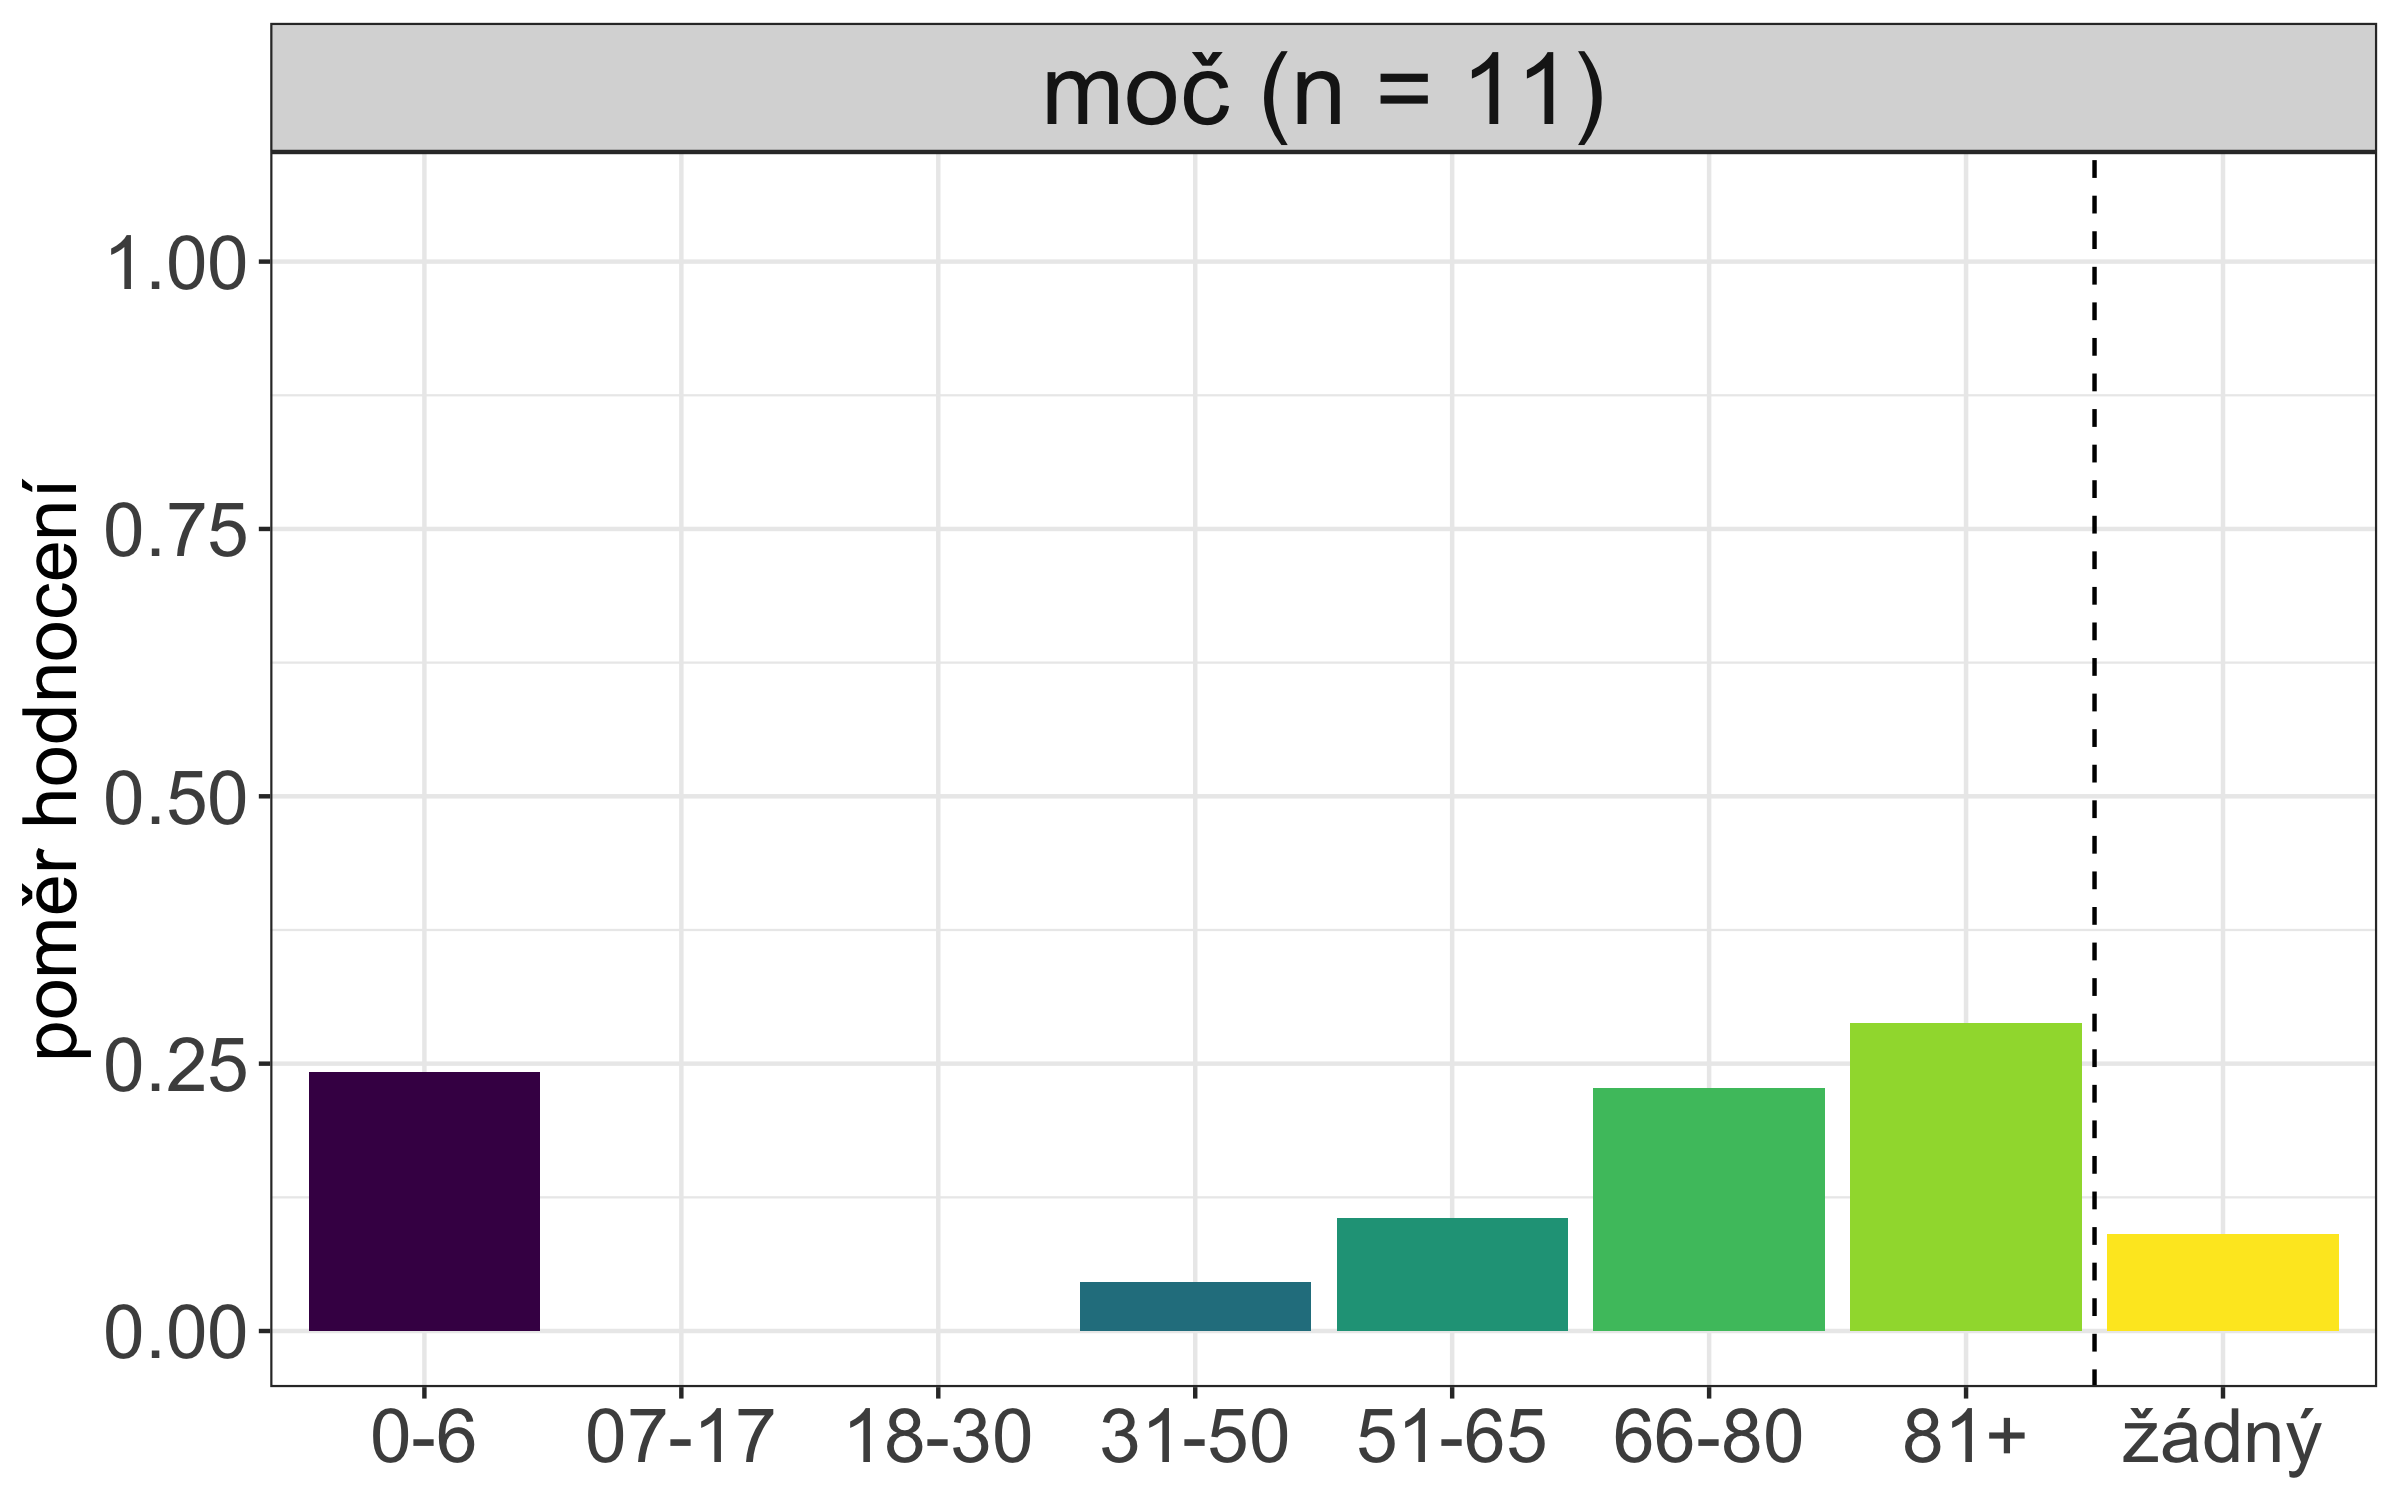 moč (n = 11)
poměr hodnocení
1.00
0.75
0.50
0.25
0.00
0-6 07-17 18-30 31-50 51-65 66-80 81+ žádný